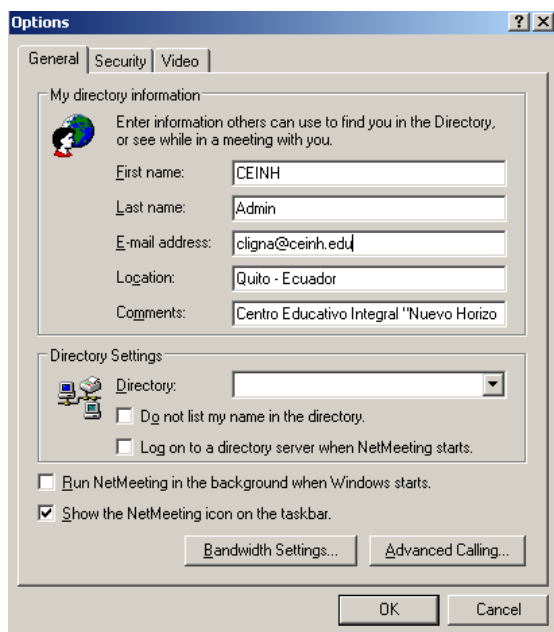 Options
General Security Video
My directory information
Enter information others can use to find you in the Directory,
or see while in a meeting with you.
First name: CEINH
Last name: Admin
E-mail address: cligna@ceinh.edu
Location: Quito - Ecuador
Comments: Centro Educativo Integral "Nuevo Horizo
Directory Settings
Directory:
Do not list my name in the directory.
Log on to a directory server when NetMeeting starts.
Run NetMeeting in the background when Windows starts.
Show the NetMeeting icon on the taskbar.
Bandwidth Settings... Advanced Calling...
OK Cancel